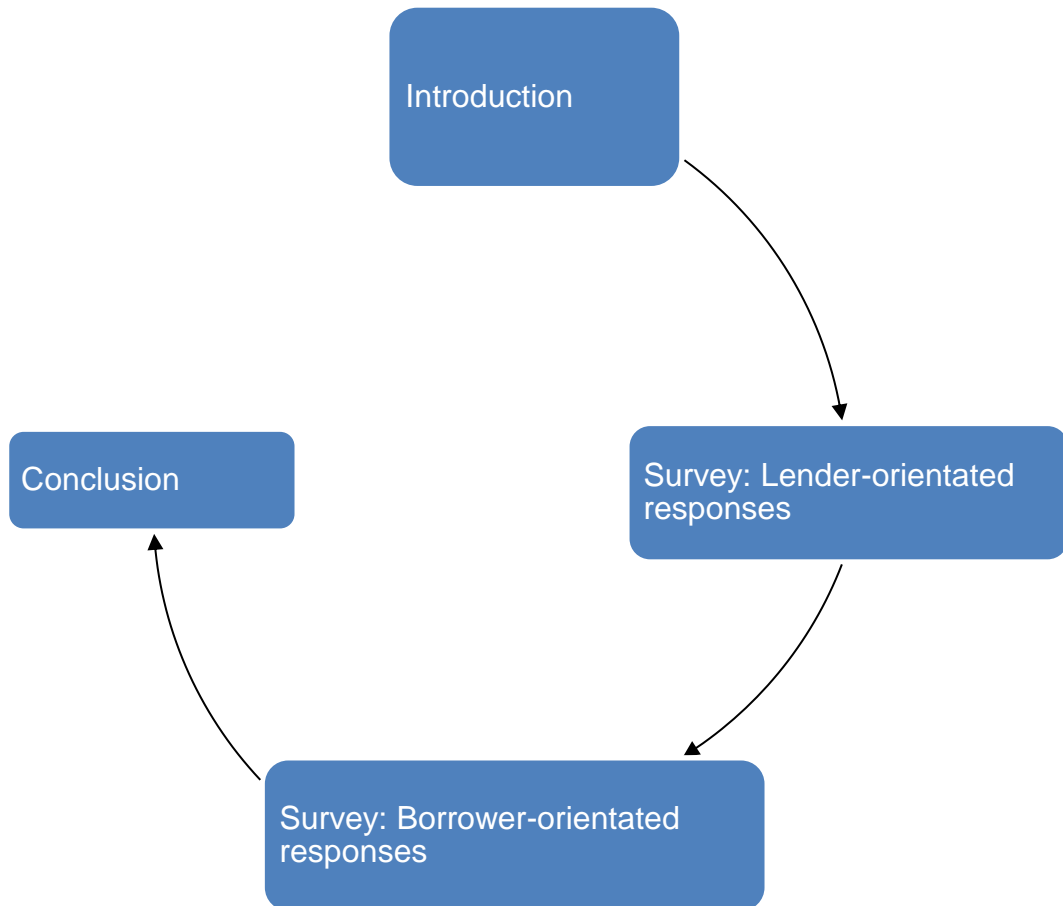 Introduction
Survey: Lender-orientated
responses
Survey: Borrower-orientated
responses
Conclusion